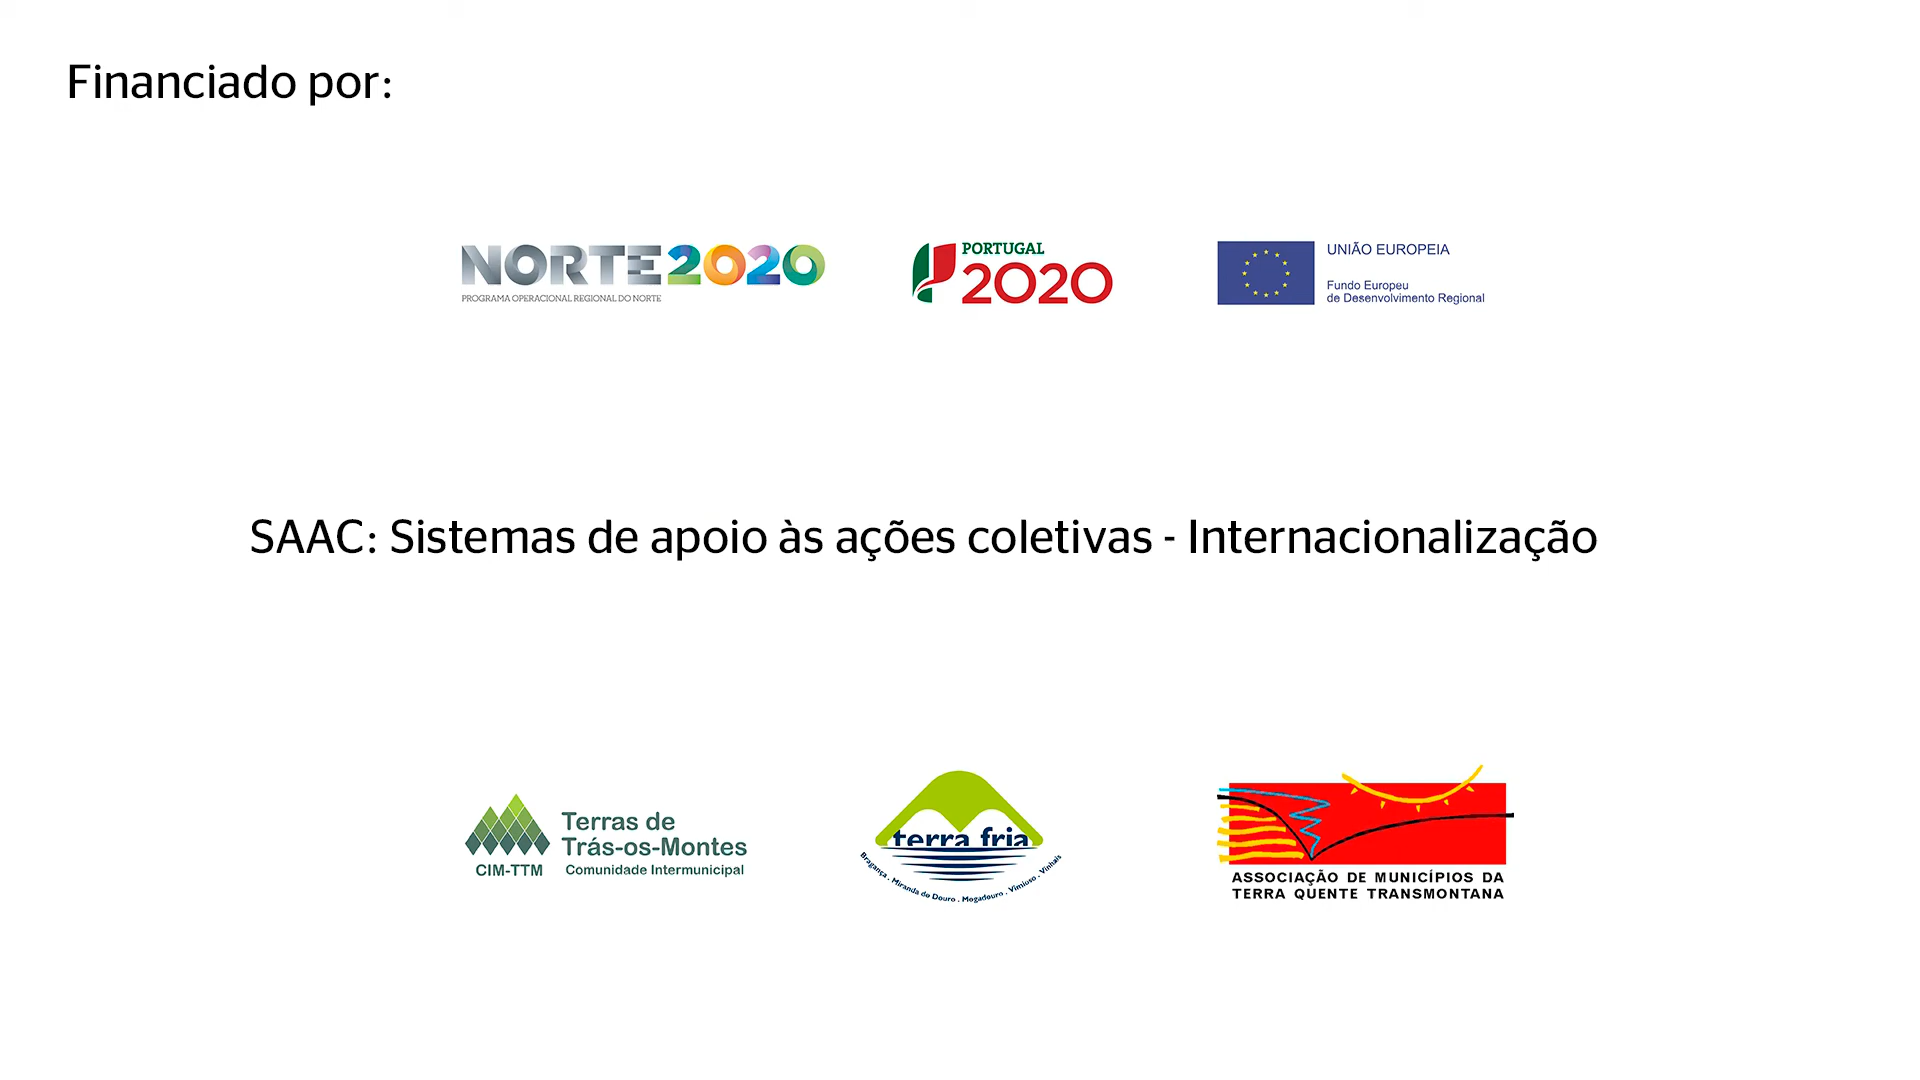 Financiado por:
NORTE2020
PROGRAMA OPERACIONAL REGIONAL DO NORTE
PORTUGAL
2020
UNIÃO EUROPEIA
Fundo Europeu
de Desenvolvimento Regional
SAAC: Sistemas de apoio às ações coletivas - Internacionalização
Terras de
Trás-os-Montes
CIM-TTM
Comunidade Intermunicipal
terra fria
Bragança . Miranda do Douro . Mogadouro . Vimioso . Vinhais
ASSOCIAÇÃO DE MUNICÍPIOS DA
TERRA QUENTE TRANSMONTANA